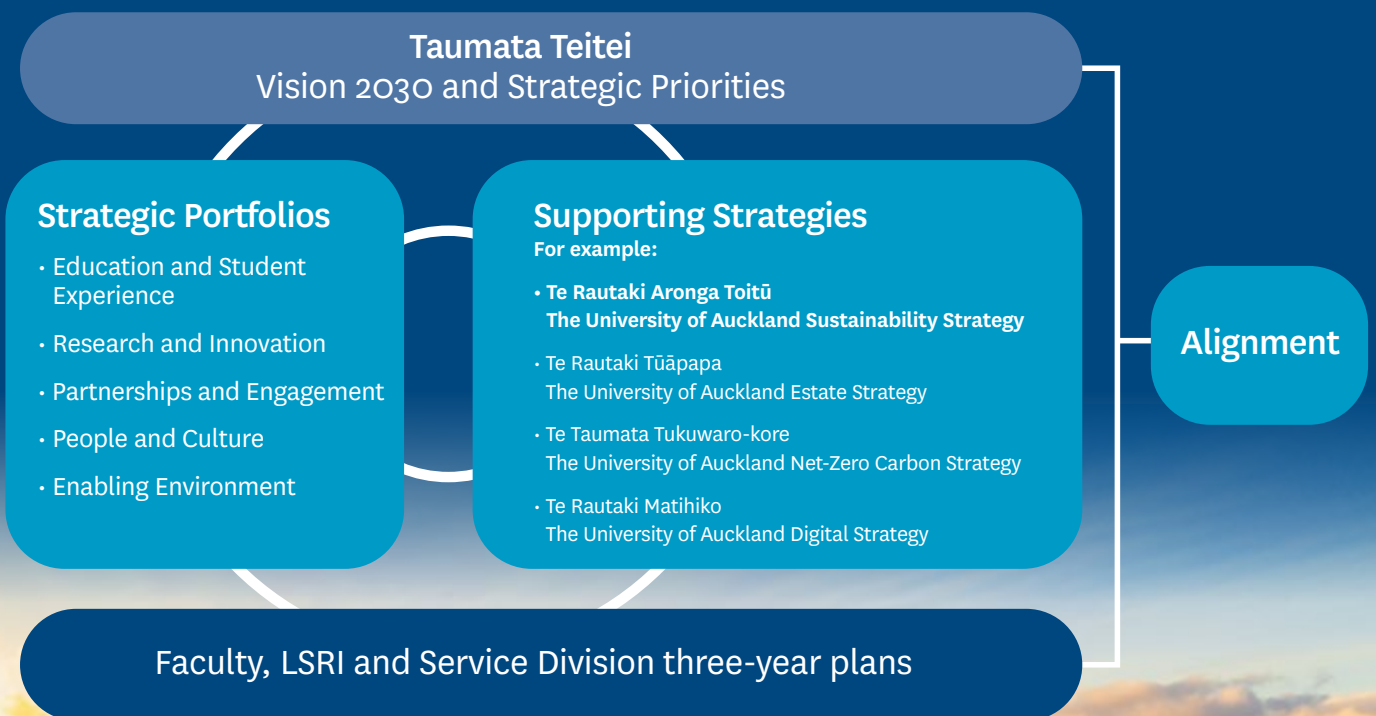 Taumata Teitei
Vision 2030 and Strategic Priorities
Strategic Portfolios
• Education and Student
Experience
• Research and Innovation
• Partnerships and Engagement
• People and Culture
• Enabling Environment
Supporting Strategies
For example:
• Te Rautaki Aronga Toitū
The University of Auckland Sustainability Strategy
• Te Rautaki Tūāpapa
The University of Auckland Estate Strategy
• Te Taumata Tukuwaro-kore
The University of Auckland Net-Zero Carbon Strategy
• Te Rautaki Matihiko
The University of Auckland Digital Strategy
Alignment
Faculty, LSRI and Service Division three-year plans